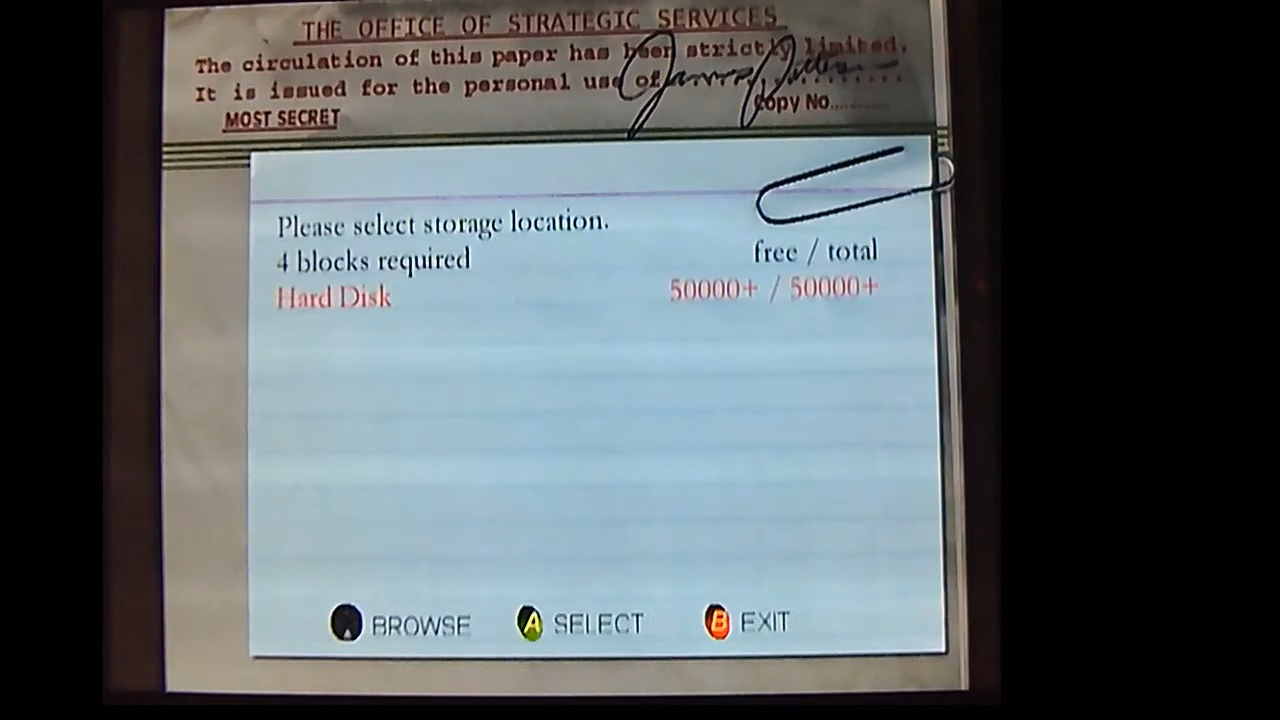 THE OFFICE OF STRATEGIC SERVICES
The circulation of this paper has been strictly limited.
It is issued for the personal use of
Copy No...........
MOST SECRET
Please select storage location.
4 blocks required
free / total
Hard Disk
50000+ / 50000+
BROWSE
A SELECT
B EXIT